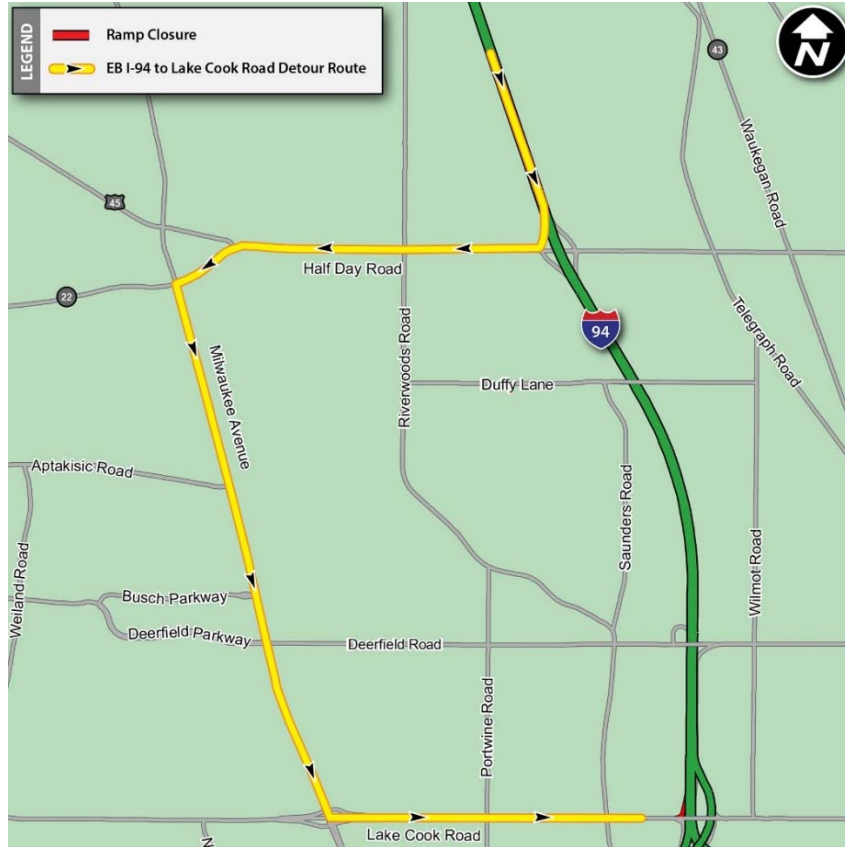 LEGEND
Ramp Closure
EB I-94 to Lake Cook Road Detour Route
N
43
Waukegan Road
45
Half Day Road
22
94
Telegraph Road
Milwaukee Avenue
Riverwoods Road
Duffy Lane
Aptakisic Road
Saunders Road
Weiland Road
Busch Parkway
Wilmot Road
Deerfield Parkway
Deerfield Road
Portwine Road
Lake Cook Road
N